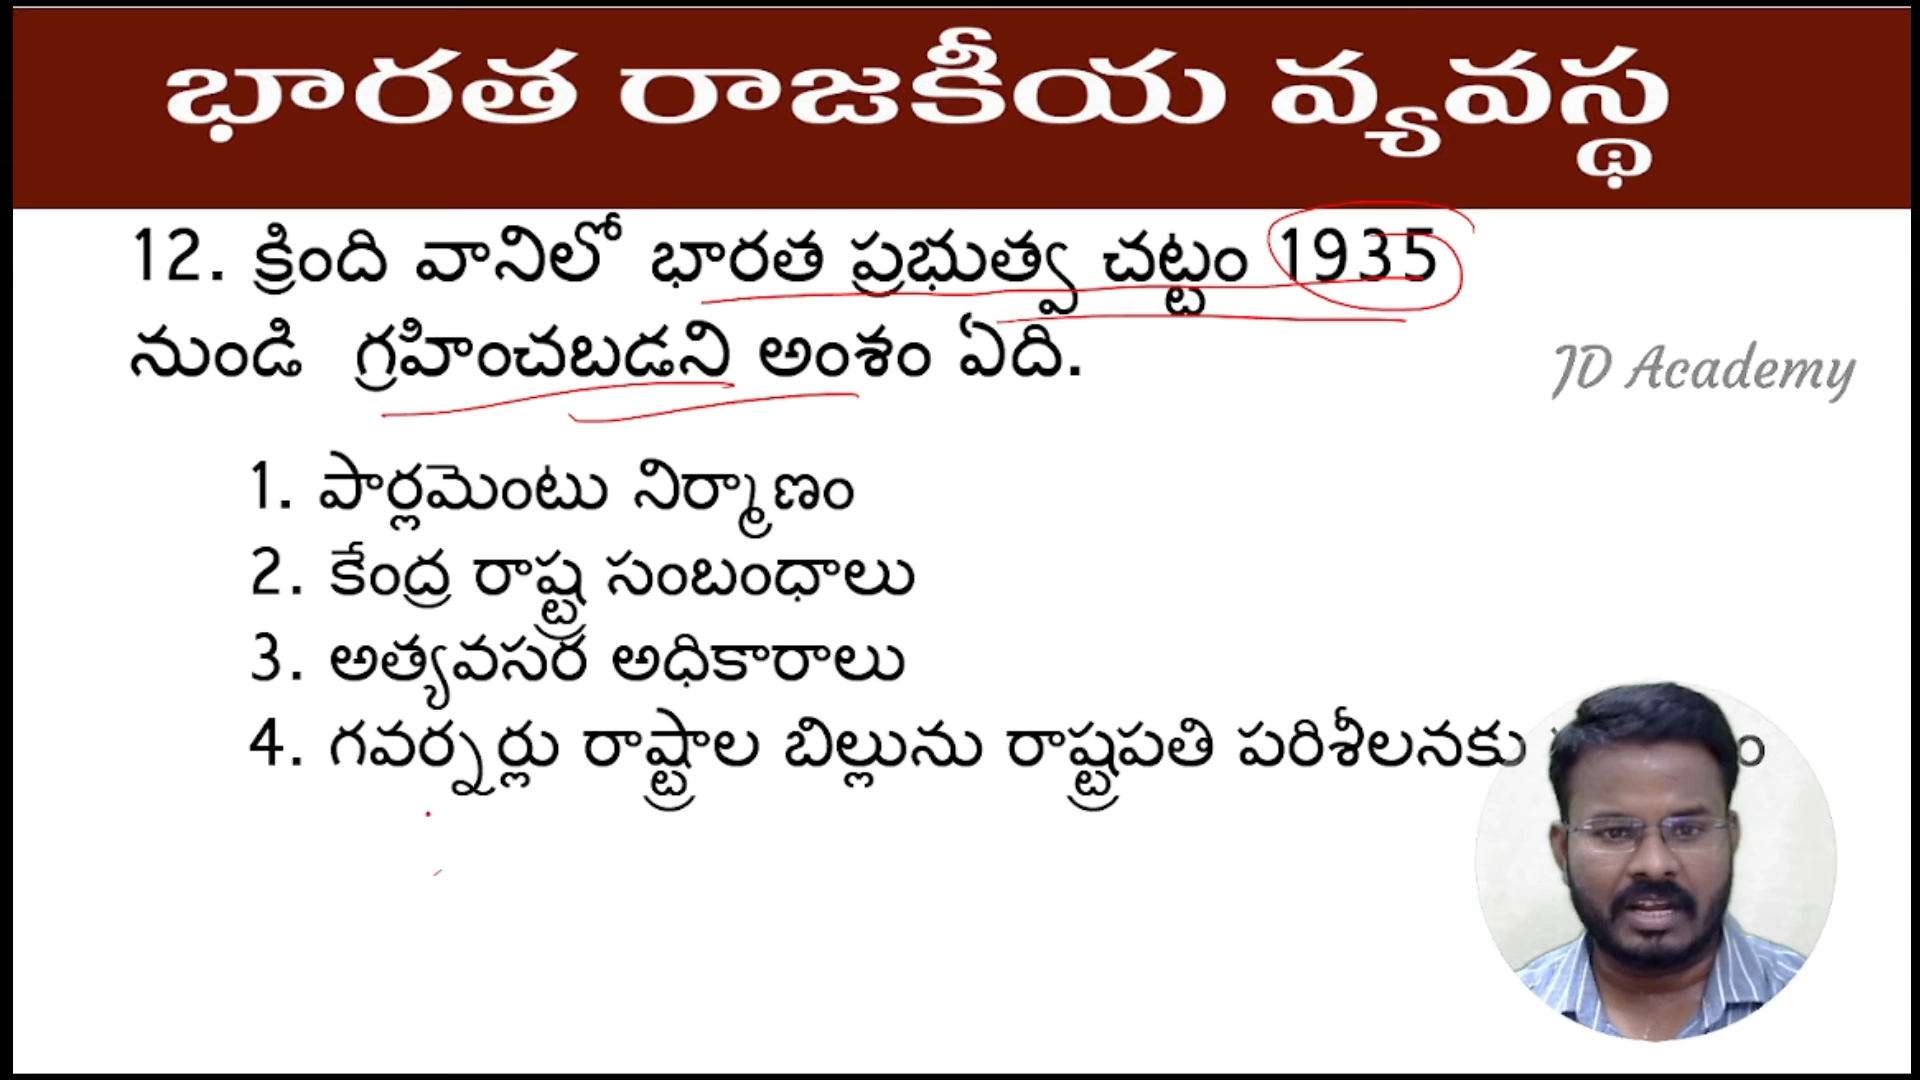 భారత రాజకీయ వ్యవస్థ
12. క్రింది వానిలో భారత ప్రభుత్వ చట్టం 1935
నుండి గ్రహించబడని అంశం ఏది.
JD Academy
1. పార్లమెంటు నిర్మాణం
2. కేంద్ర రాష్ట్ర సంబంధాలు
3. అత్యవసర అధికారాలు
4. గవర్నర్లు రాష్ట్రాల బిల్లును రాష్ట్రపతి పరిశీలనకు